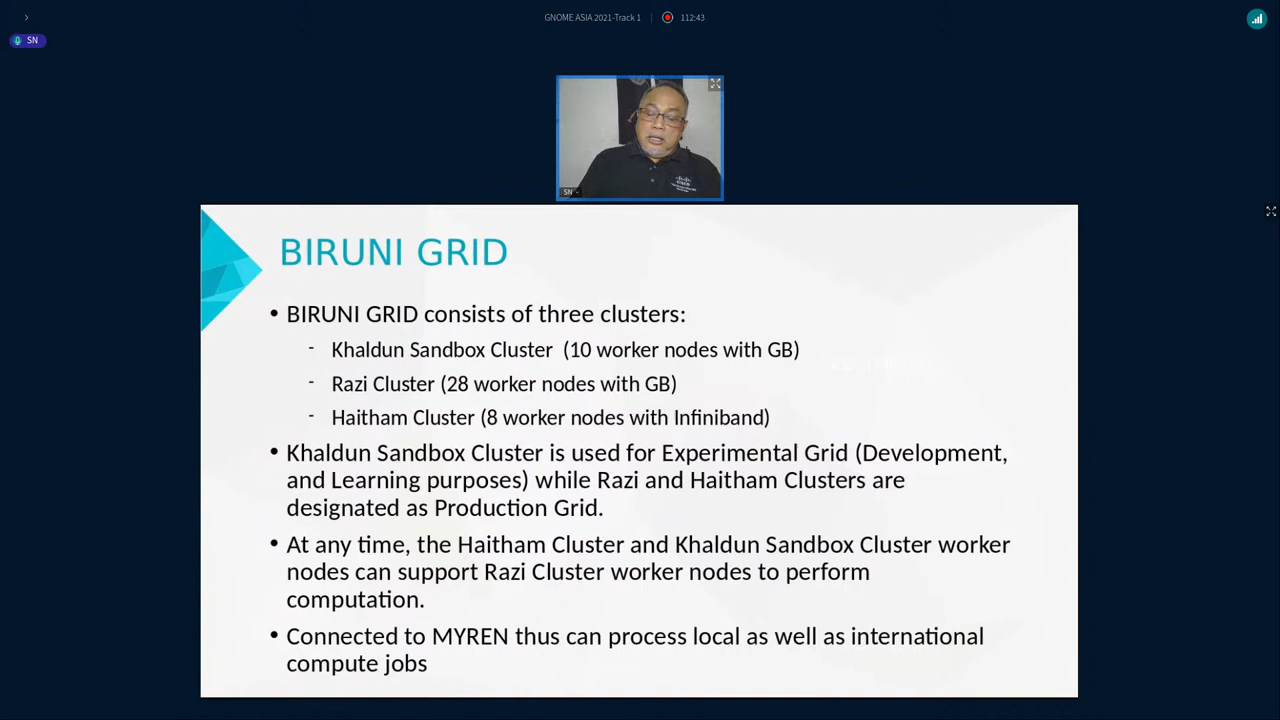 GNOME ASIA 2021-Track 1 | 112:43
SN
SN
BIRUNI GRID
• BIRUNI GRID consists of three clusters:
- Khaldun Sandbox Cluster (10 worker nodes with GB)
- Razi Cluster (28 worker nodes with GB)
- Haitham Cluster (8 worker nodes with Infiniband)
• Khaldun Sandbox Cluster is used for Experimental Grid (Development,
and Learning purposes) while Razi and Haitham Clusters are
designated as Production Grid.
• At any time, the Haitham Cluster and Khaldun Sandbox Cluster worker
nodes can support Razi Cluster worker nodes to perform
computation.
• Connected to MYREN thus can process local as well as international
compute jobs